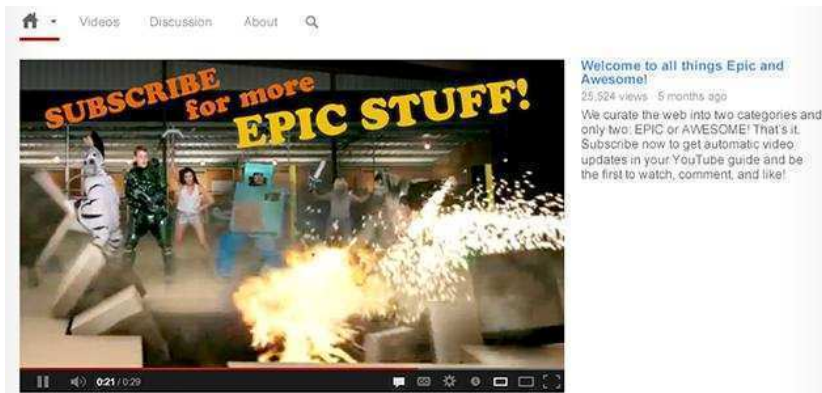 Videos Discussion About
SUBSCRIBE
for more
EPIC STUFF!
Welcome to all things Epic and
Awesome!
25,524 views 5 months ago
We curate the web into two categories and
only two: EPIC or AWESOME! That's it.
Subscribe now to get automatic video
updates in your YouTube guide and be
the first to watch, comment, and like!
0:21 / 0:29